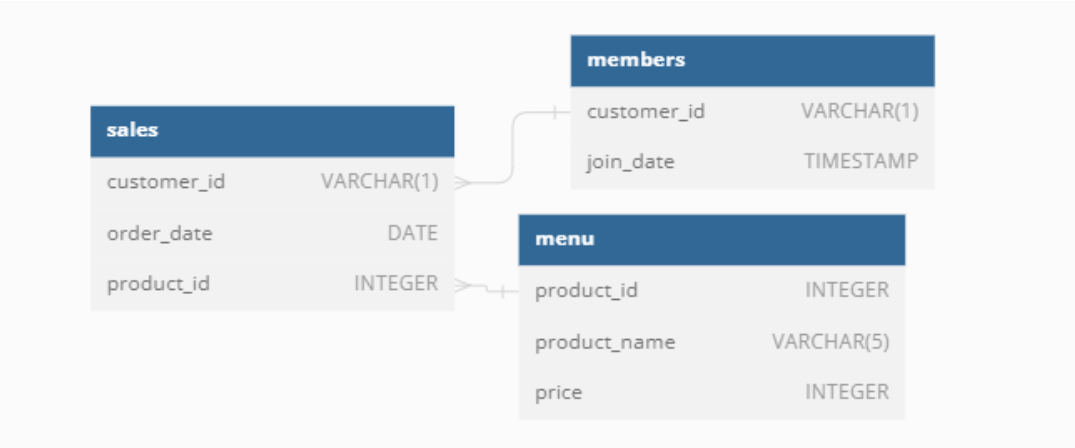 sales
customer_id VARCHAR(1)
order_date DATE
product_id INTEGER
members
customer_id VARCHAR(1)
join_date TIMESTAMP
menu
product_id INTEGER
product_name VARCHAR(5)
price INTEGER